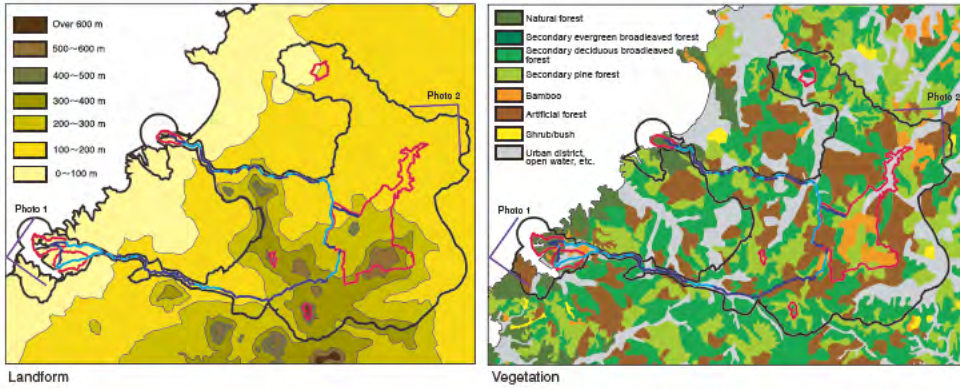 Over 600 m
500～600 m
400～500 m
300～400 m
200～300 m
100～200 m
0～100 m
Photo 1
Photo 2
Landform
Natural forest
Secondary evergreen broadleaved forest
Secondary deciduous broadleaved
forest
Secondary pine forest
Bamboo
Artificial forest
Shrub/bush
Urban district,
open water, etc.
Photo 1
Photo 2
Vegetation